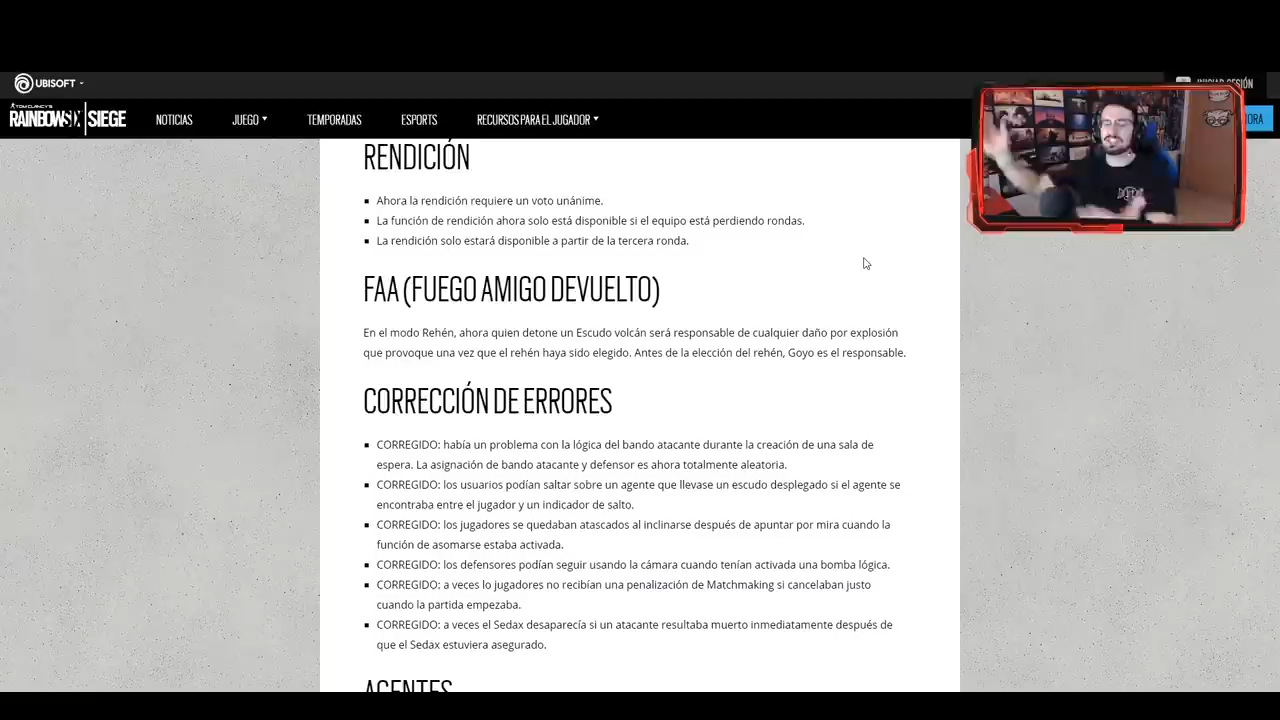 UBISOFT
INICIAR SESIÓN
TOM CLANCY'S
RAINBOWSIX SIEGE
NOTICIAS
JUEGO
TEMPORADAS
ESPORTS
RECURSOS PARA EL JUGADOR
RENDICIÓN
Ahora la rendición requiere un voto unánime.
La función de rendición ahora solo está disponible si el equipo está perdiendo rondas.
La rendición solo estará disponible a partir de la tercera ronda.
FAA (FUEGO AMIGO DEVUELTO)
En el modo Rehén, ahora quien detone un Escudo volcán será responsable de cualquier daño por explosión
que provoque una vez que el rehén haya sido elegido. Antes de la elección del rehén, Goyo es el responsable.
CORRECCIÓN DE ERRORES
CORREGIDO: había un problema con la lógica del bando atacante durante la creación de una sala de
espera. La asignación de bando atacante y defensor es ahora totalmente aleatoria.
CORREGIDO: los usuarios podían saltar sobre un agente que llevase un escudo desplegado si el agente se
encontraba entre el jugador y un indicador de salto.
CORREGIDO: los jugadores se quedaban atascados al inclinarse después de apuntar por mira cuando la
función de asomarse estaba activada.
CORREGIDO: los defensores podían seguir usando la cámara cuando tenían activada una bomba lógica.
CORREGIDO: a veces lo jugadores no recibían una penalización de Matchmaking si cancelaban justo
cuando la partida empezaba.
CORREGIDO: a veces el Sedax desaparecía si un atacante resultaba muerto inmediatamente después de
que el Sedax estuviera asegurado.
AGENTES